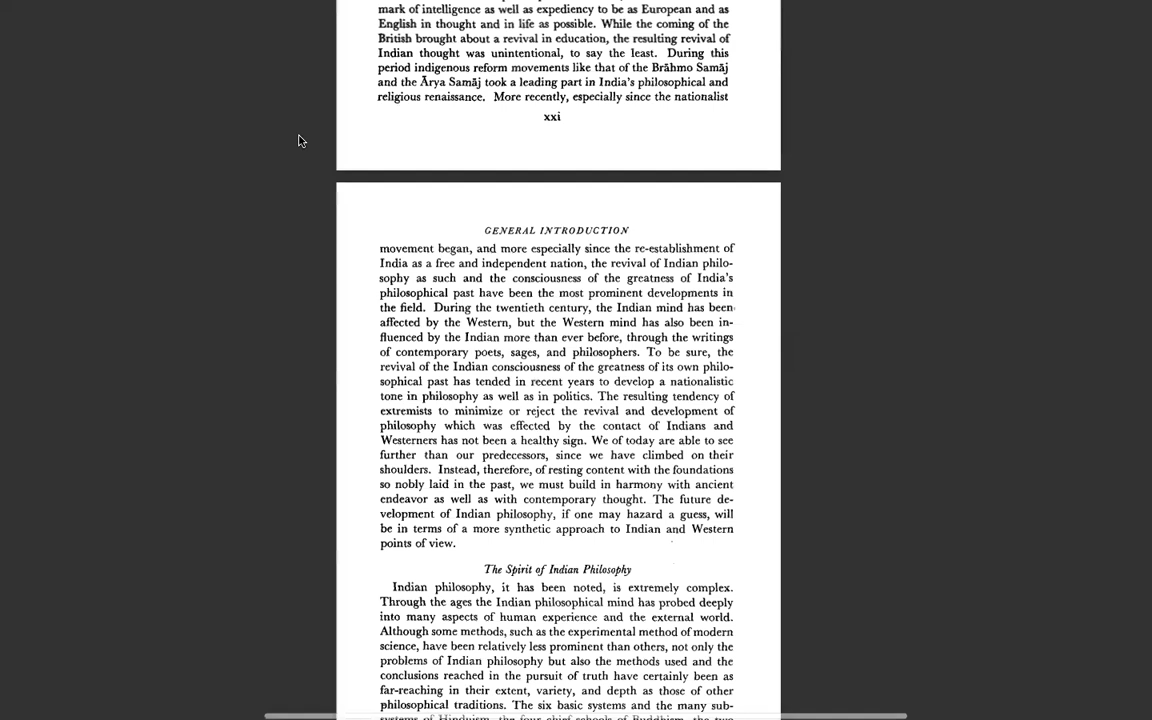 mark of intelligence as well as expediency to be as European and as
English in thought and in life as possible. While the coming of the
British brought about a revival in education, the resulting revival of
Indian thought was unintentional, to say the least. During this
period indigenous reform movements like that of the Brāhmo Samāj
and the Ārya Samāj took a leading part in India's philosophical and
religious renaissance. More recently, especially since the nationalist
xxi
GENERAL INTRODUCTION
movement began, and more especially since the re-establishment of
India as a free and independent nation, the revival of Indian philo-
sophy as such and the consciousness of the greatness of India's
philosophical past have been the most prominent developments in
the field. During the twentieth century, the Indian mind has been
affected by the Western, but the Western mind has also been in-
fluenced by the Indian more than ever before, through the writings
of contemporary poets, sages, and philosophers. To be sure, the
revival of the Indian consciousness of the greatness of its own philo-
sophical past has tended in recent years to develop a nationalistic
tone in philosophy as well as in politics. The resulting tendency of
extremists to minimize or reject the revival and development of
philosophy which was effected by the contact of Indians and
Westerners has not been a healthy sign. We of today are able to see
further than our predecessors, since we have climbed on their
shoulders. Instead, therefore, of resting content with the foundations
so nobly laid in the past, we must build in harmony with ancient
endeavor as well as with contemporary thought. The future de-
velopment of Indian philosophy, if one may hazard a guess, will
be in terms of a more synthetic approach to Indian and Western
points of view.
The Spirit of Indian Philosophy
Indian philosophy, it has been noted, is extremely complex.
Through the ages the Indian philosophical mind has probed deeply
into many aspects of human experience and the external world.
Although some methods, such as the experimental method of modern
science, have been relatively less prominent than others, not only the
problems of Indian philosophy but also the methods used and the
conclusions reached in the pursuit of truth have certainly been as
far-reaching in their extent, variety, and depth as those of other
philosophical traditions. The six basic systems and the many sub-
systems of Hinduism, the four chief schools of Buddhism, the two